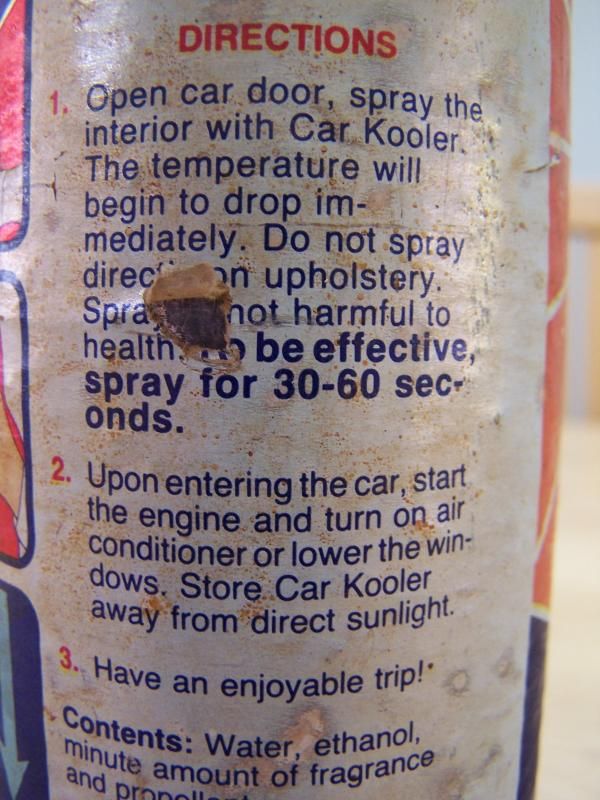 DIRECTIONS
1. Open car door, spray the
interior with Car Kooler.
The temperature will
begin to drop im-
mediately. Do not spray
on upholstery.
not harmful to
health. be effective,
spray for 30-60 sec-
onds.
2. Upon entering the car, start
the engine and turn on air
conditioner or lower the win-
dows. Store Car Kooler
away from direct sunlight.
3. Have an enjoyable trip!
Contents: Water, ethanol,
minute amount of fragrance
and